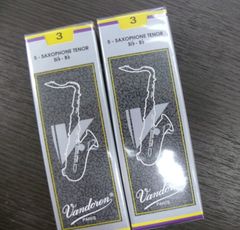 3
5 - SAXOPHONE TENOR
Sib - Bb
V
Vandoren
PARIS
3
5 - SAXOPHONE TENOR
Sib - Bb
V
Vandoren
PARIS